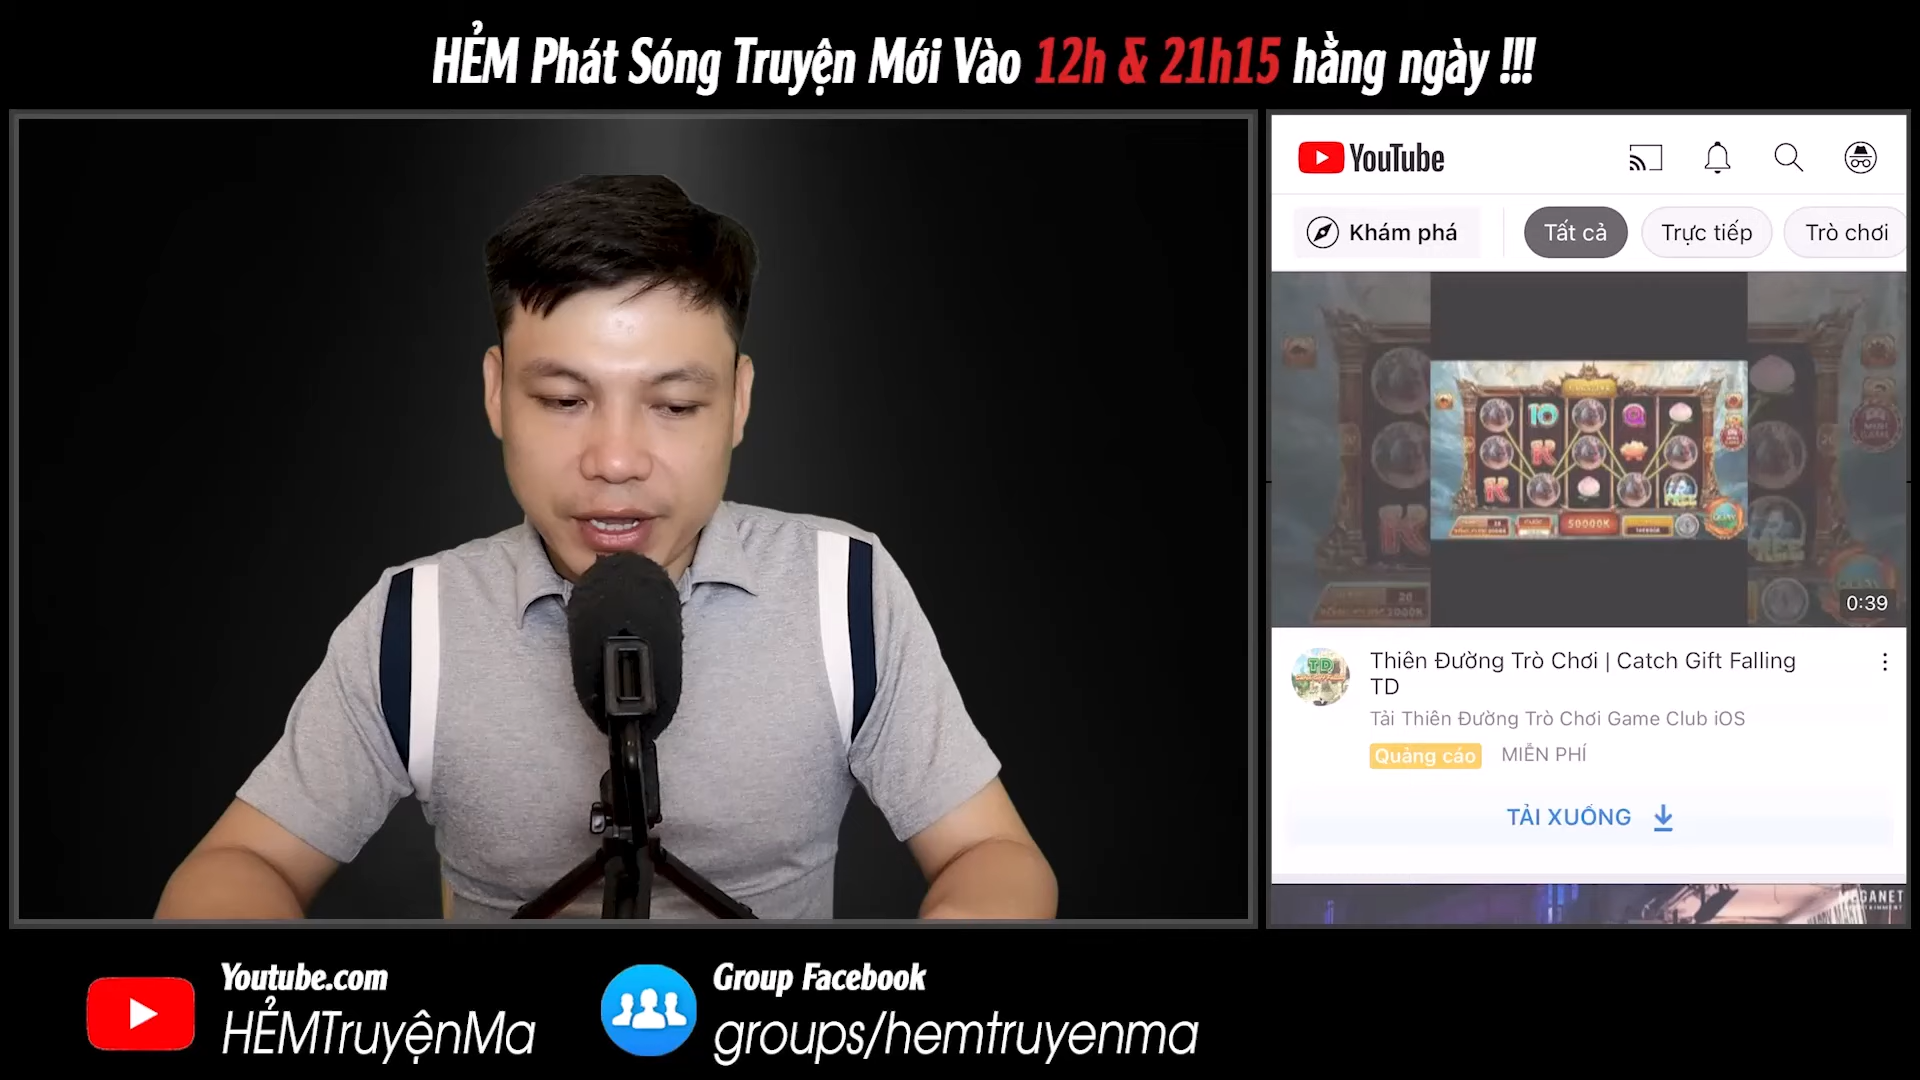 HẺM Phát Sóng Truyện Mới Vào 12h & 21h15 hằng ngày !!!
YouTube
Khám phá
Tất cả
Trực tiếp
Trò chơi
10
50000K
0:39
Thiên Đường Trò Chơi | Catch Gift Falling
TD
Tải Thiên Đường Trò Chơi Game Club iOS
Quảng cáo
MIỄN PHÍ
TẢI XUỐNG
Youtube.com
HẺMTruyệnMa
Group Facebook
groups/hemtruyenma